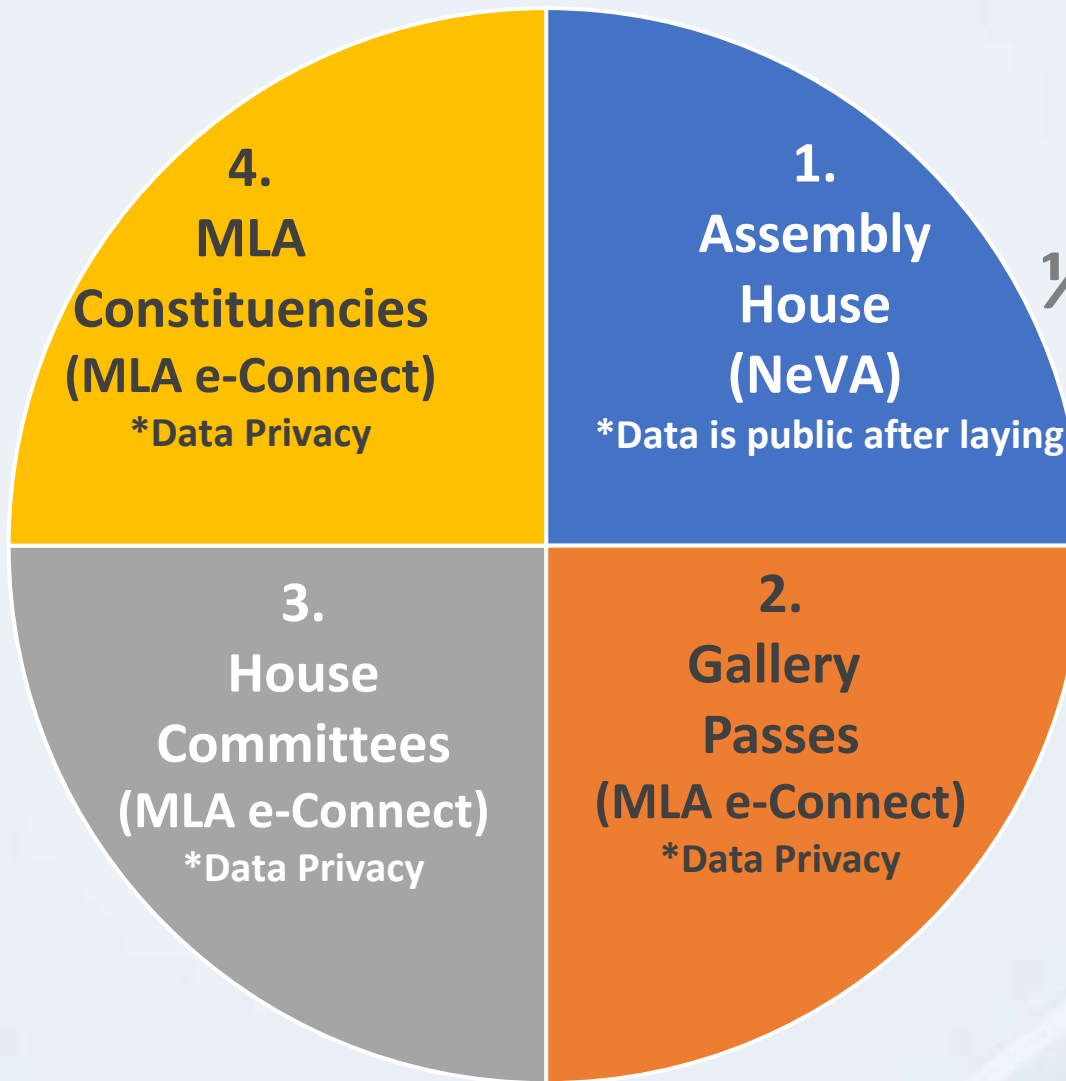 4.
MLA
Constituencies
(MLA e-Connect)
*Data Privacy
1.
Assembly
House
(NeVA)
*Data is public after laying
3.
House
Committees
(MLA e-Connect)
*Data Privacy
2.
Gallery
Passes
(MLA e-Connect)
*Data Privacy